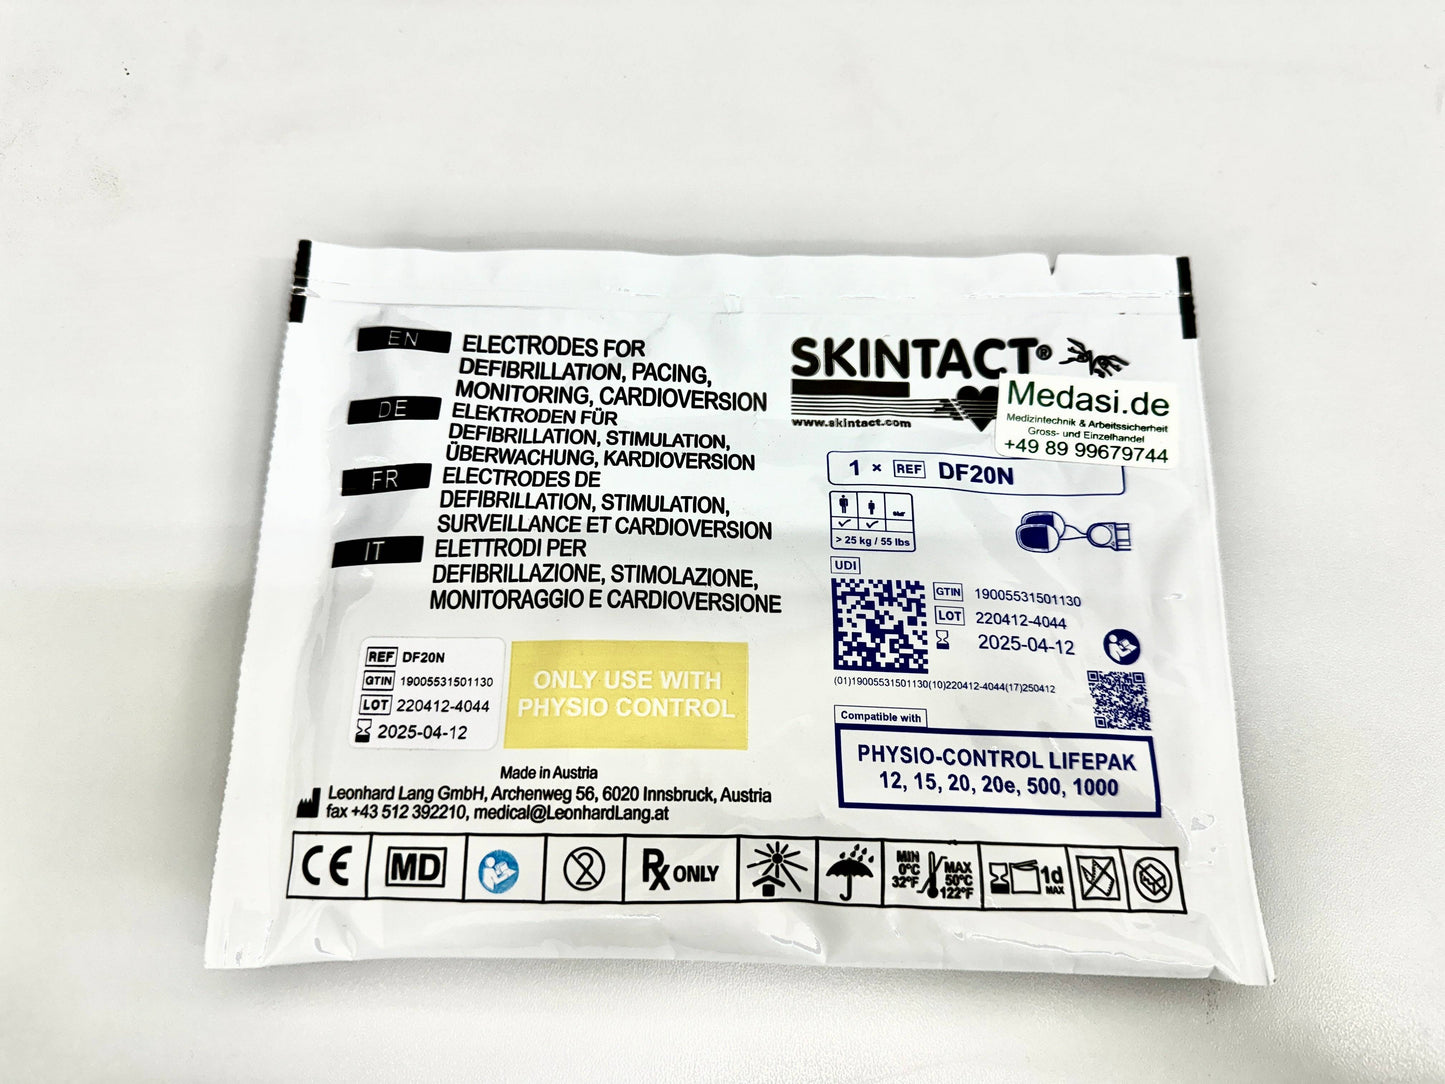 EN
ELECTRODES FOR
DEFIBRILLATION, PACING,
MONITORING, CARDIOVERSION
DE
ELEKTRODEN FÜR
DEFIBRILLATION, STIMULATION,
ÜBERWACHUNG, KARDIOVERSION
FR
ELECTRODES DE
DEFIBRILLATION, STIMULATION,
SURVEILLANCE ET CARDIOVERSION
IT
ELETTRODI PER
DEFIBRILLAZIONE, STIMOLAZIONE,
MONITORAGGIO E CARDIOVERSIONE
REF DF20N
GTIN 19005531501130
LOT 220412-4044
2025-04-12
ONLY USE WITH
PHYSIO CONTROL
Made in Austria
Leonhard Lang GmbH, Archenweg 56, 6020 Innsbruck, Austria
fax +43 512 392210, medical@LeonhardLang.at
SKINTACT®
www.skintact.com
Medasi.de
Medizintechnik & Arbeitssicherheit
Gross- und Einzelhandel
+49 89 99679744
1 × REF DF20N
> 25 kg / 55 lbs
UDI
GTIN 19005531501130
LOT 220412-4044
2025-04-12
(01)19005531501130(10)220412-4044(17)250412
Compatible with
PHYSIO-CONTROL LIFEPAK
12, 15, 20, 20e, 500, 1000
CE
MD
2
Rx ONLY
MIN
0°C
32°F
MAX
50°C
122°F
1d
MAX